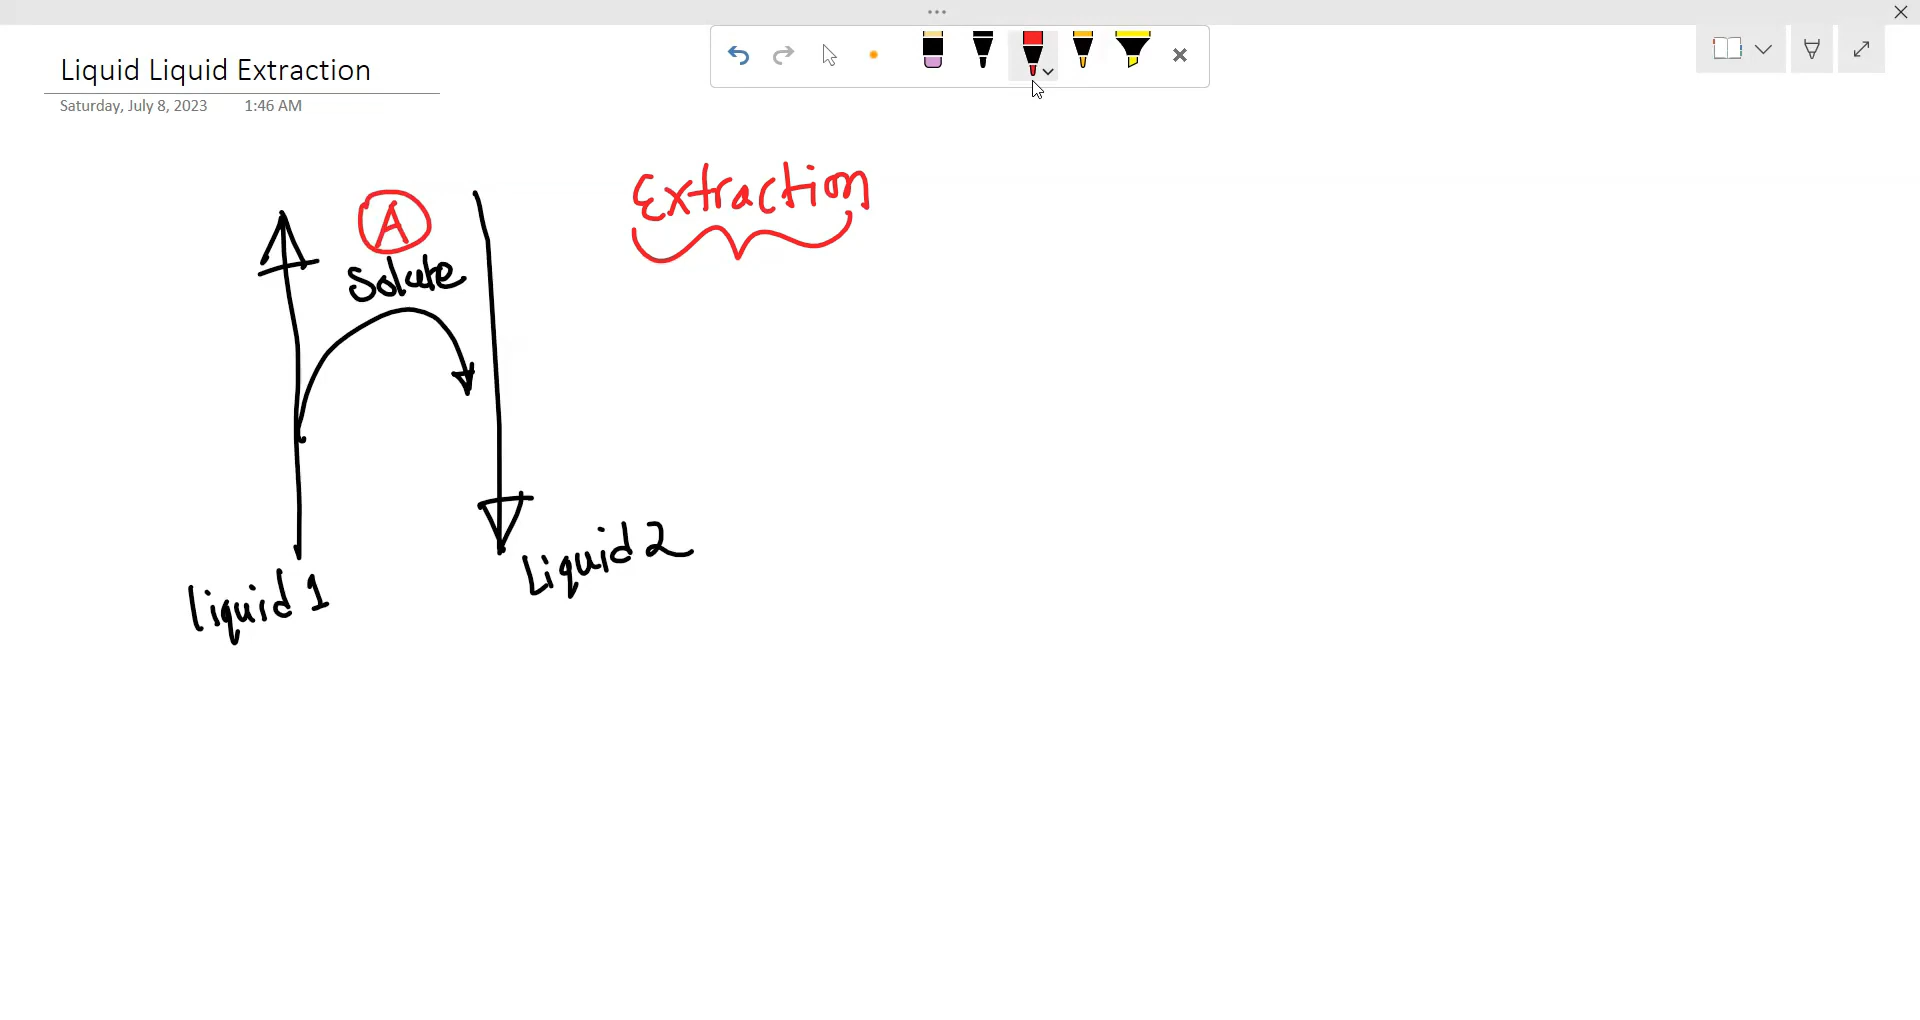 Liquid Liquid Extraction
Saturday, July 8, 2023 1:46 AM
Extraction
A
Solute
Liquid 2
liquid 1